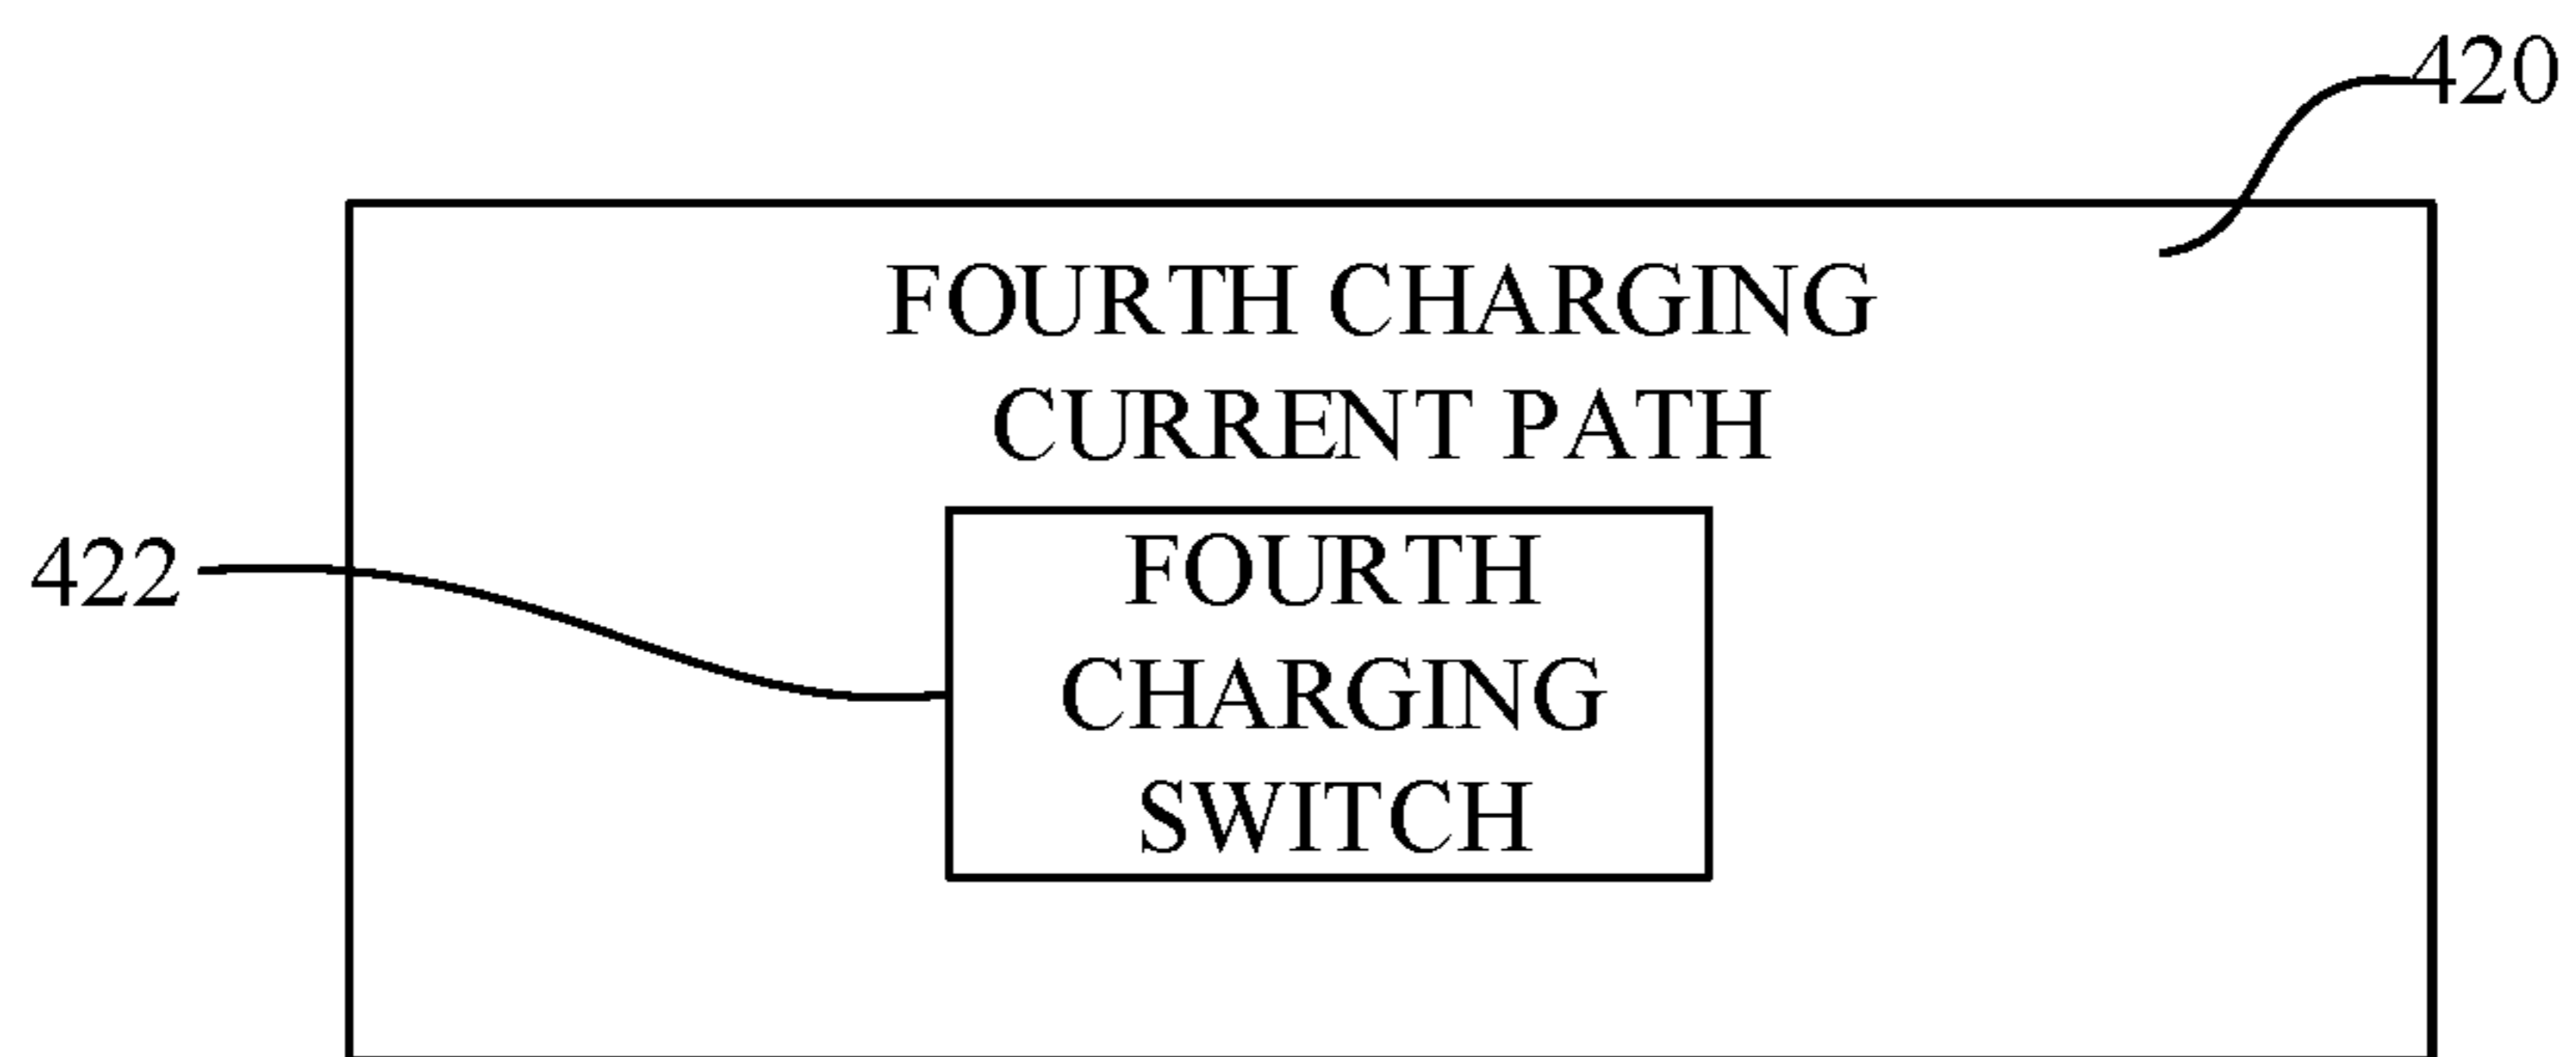 420
FOURTH CHARGING
CURRENT PATH
422
FOURTH
CHARGING
SWITCH